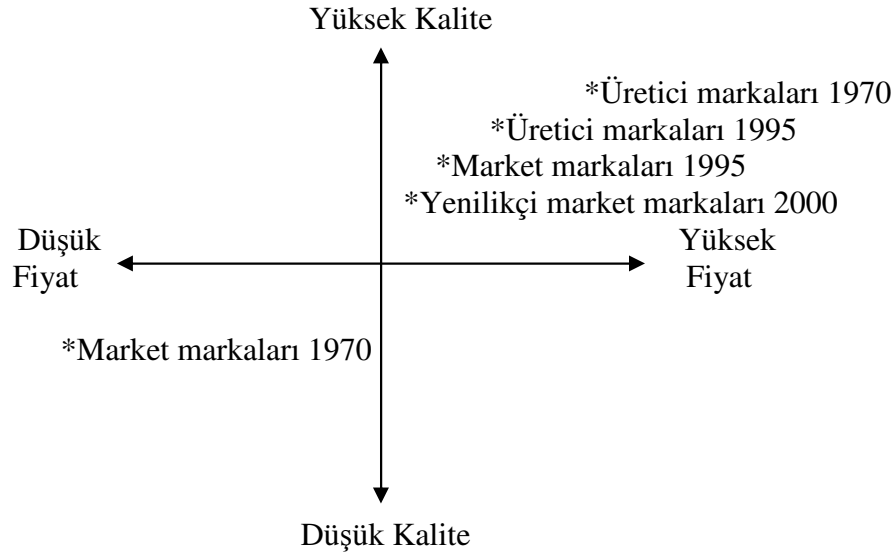 Yüksek Kalite
*Üretici markaları 1970
*Üretici markaları 1995
*Market markaları 1995
*Yenilikçi market markaları 2000
Düşük
Fiyat
Yüksek
Fiyat
*Market markaları 1970
Düşük Kalite